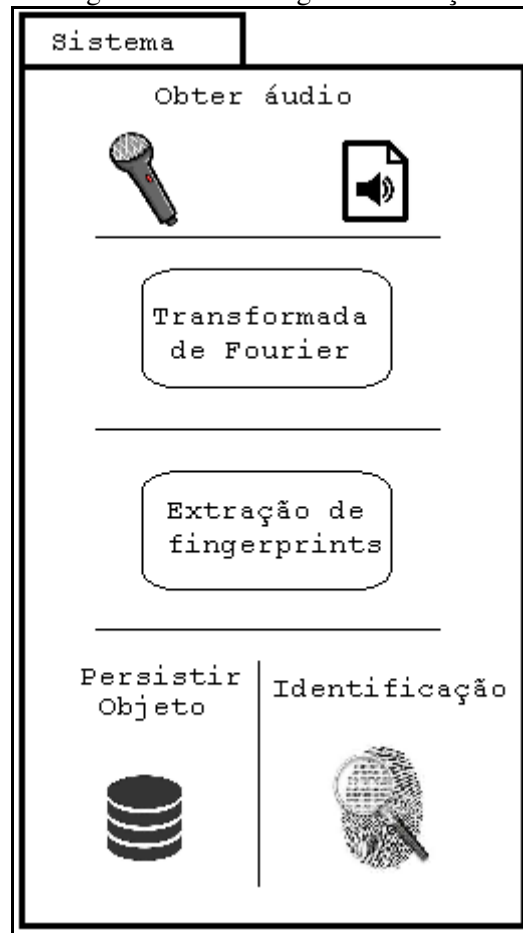 Sistema
Obter áudio
Transformada
de Fourier
Extração de
fingerprints
Persistir
Objeto
Identificação